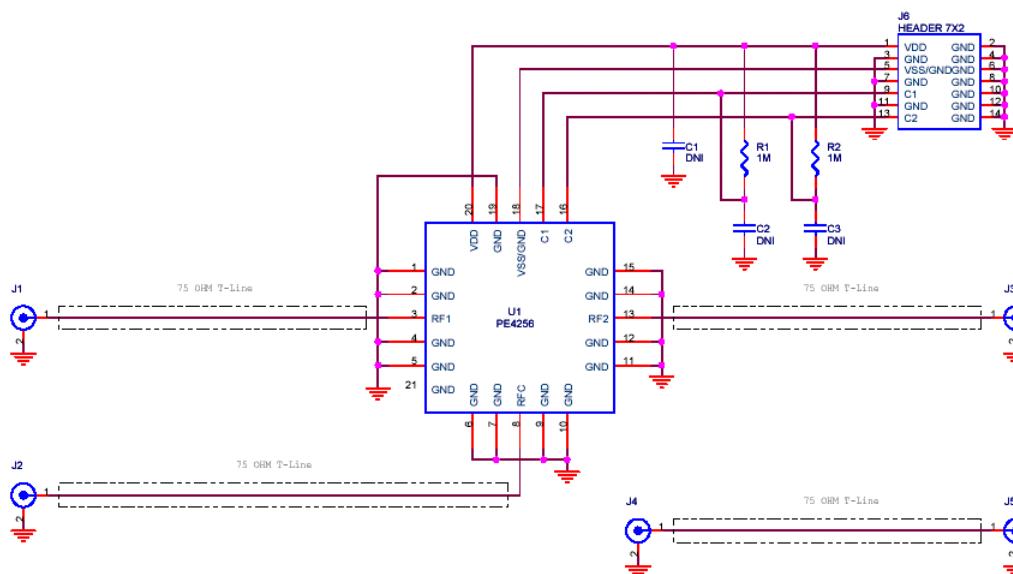 J6
HEADER 7X2
1 VDD GND 2
3 GND GND 4
5 VSS/GND GND 6
7 GND GND 8
9 C1 GND 10
11 GND GND 12
13 C2 GND 14
C1
DNI
R1
1M
R2
1M
C2
DNI
C3
DNI
20 19 18 17 16
VDD GND VSS/GND C1 C2
1 GND GND 15
2 GND GND 14
3 RF1 RF2 13
4 GND GND 12
5 GND GND 11
21 GND
U1
PE4256
GND GND RFC GND GND
6 7 8 9 10
J1
75 OHM T-Line
1
2
75 OHM T-Line
J3
1
2
J2
75 OHM T-Line
1
2
J4
75 OHM T-Line
J5
1
1
2
2